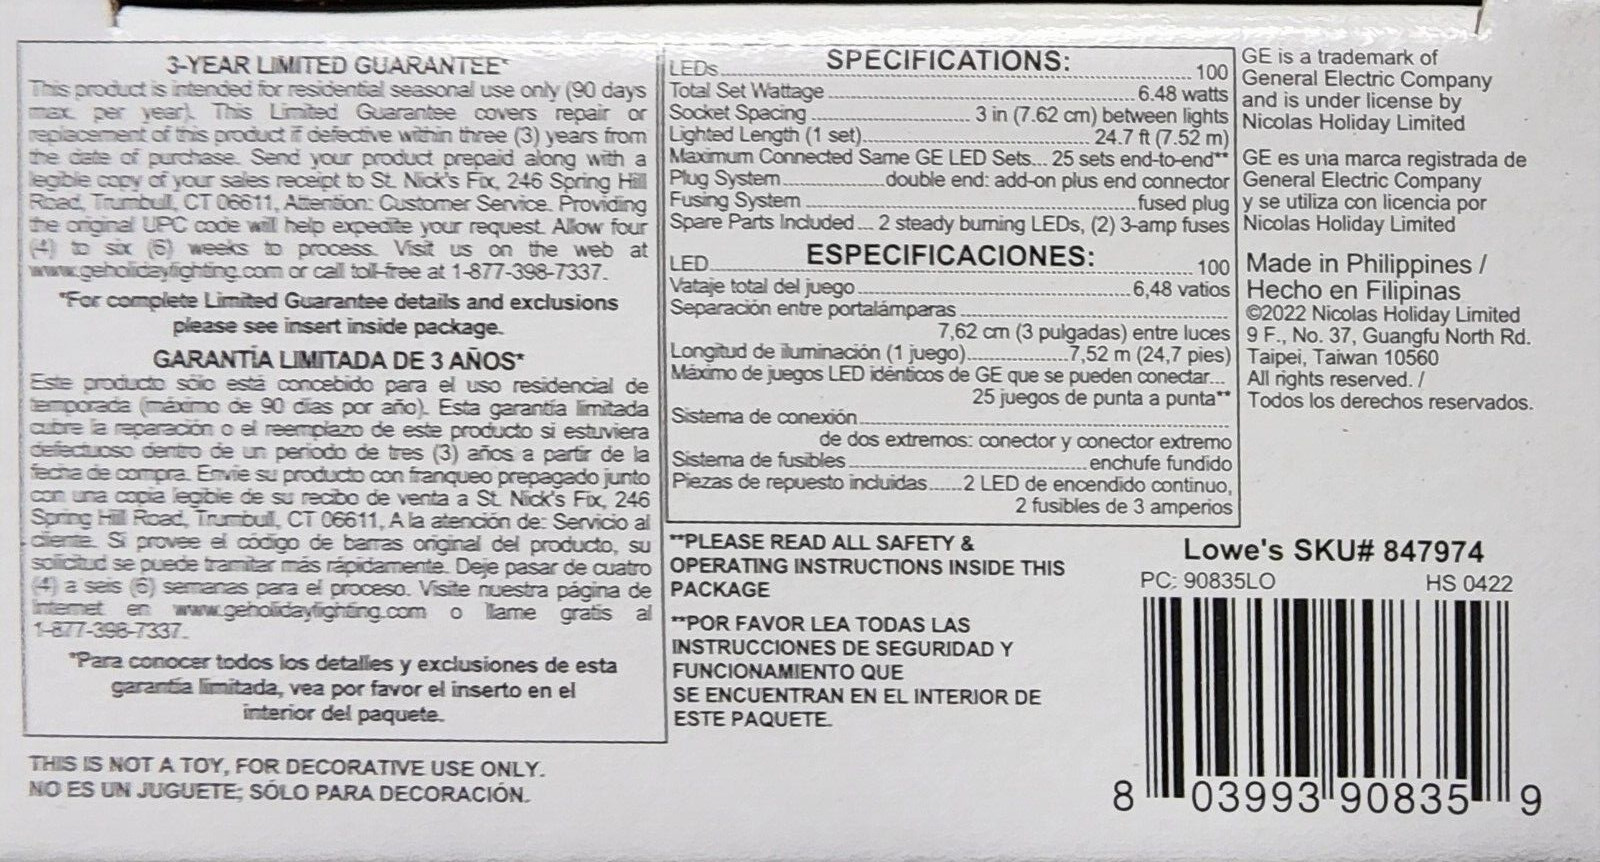 3-YEAR LIMITED GUARANTEE*
This product is intended for residential seasonal use only (90 days
max. per year). This Limited Guarantee covers repair or
replacement of this product if defective within three (3) years from
the date of purchase. Send your product prepaid along with a
legible copy of your sales receipt to St. Nick's Fix, 246 Spring Hill
Road, Trumbull, CT 06611, Attention: Customer Service. Providing
the original UPC code will help expedite your request. Allow four
(4) to six (6) weeks to process. Visit us on the web at
www.geholidaylighting.com or call toll-free at 1-877-398-7337.
*For complete Limited Guarantee details and exclusions
please see insert inside package.
GARANTÍA LIMITADA DE 3 AÑOS*
Este producto sólo está concebido para el uso residencial de
temporada (máximo de 90 días por año). Esta garantía limitada
cubre la reparación o el reemplazo de este producto si estuviera
defectuoso dentro de un período de tres (3) años a partir de la
fecha de compra. Envíe su producto con franqueo prepagado junto
con una copia legible de su recibo de venta a St. Nick's Fix, 246
Spring Hill Road, Trumbull, CT 06611, A la atención de: Servicio al
cliente. Si provee el código de barras original del producto, su
solicitud se puede tramitar más rápidamente. Deje pasar de cuatro
(4) a seis (6) semanas para el proceso. Visite nuestra página de
Internet en www.geholidaylighting.com o llame gratis al
1-877-398-7337.
*Para conocer todos los detalles y exclusiones de esta
garantía limitada, vea por favor el inserto en el
interior del paquete.
THIS IS NOT A TOY, FOR DECORATIVE USE ONLY.
NO ES UN JUGUETE; SÓLO PARA DECORACIÓN.
SPECIFICATIONS:
LEDs................100
Total Set Wattage................6.48 watts
Socket Spacing................3 in (7.62 cm) between lights
Lighted Length (1 set)................24.7 ft (7.52 m)
Maximum Connected Same GE LED Sets... 25 sets end-to-end**
Plug System................double end: add-on plus end connector
Fusing System................fused plug
Spare Parts Included.... 2 steady burning LEDs, (2) 3-amp fuses
ESPECIFICACIONES:
LED................100
Vataje total del juego................6,48 vatios
Separación entre portalámparas................
7,62 cm (3 pulgadas) entre luces
Longitud de iluminación (1 juego)................7,52 m (24,7 pies)
Máximo de juegos LED idénticos de GE que se pueden conectar...
25 juegos de punta a punta**
Sistema de conexión................
de dos extremos: conector y conector extremo
Sistema de fusibles................enchufe fundido
Piezas de repuesto incluidas......2 LED de encendido continuo,
2 fusibles de 3 amperios
**PLEASE READ ALL SAFETY &
OPERATING INSTRUCTIONS INSIDE THIS
PACKAGE
**POR FAVOR LEA TODAS LAS
INSTRUCCIONES DE SEGURIDAD Y
FUNCIONAMIENTO QUE
SE ENCUENTRAN EN EL INTERIOR DE
ESTE PAQUETE.
GE is a trademark of
General Electric Company
and is under license by
Nicolas Holiday Limited
GE es una marca registrada de
General Electric Company
y se utiliza con licencia por
Nicolas Holiday Limited
Made in Philippines /
Hecho en Filipinas
©2022 Nicolas Holiday Limited
9 F., No. 37, Guangfu North Rd.
Taipei, Taiwan 10560
All rights reserved. /
Todos los derechos reservados.
Lowe's SKU# 847974
PC: 90835LO HS 0422
8 03993 90835 9